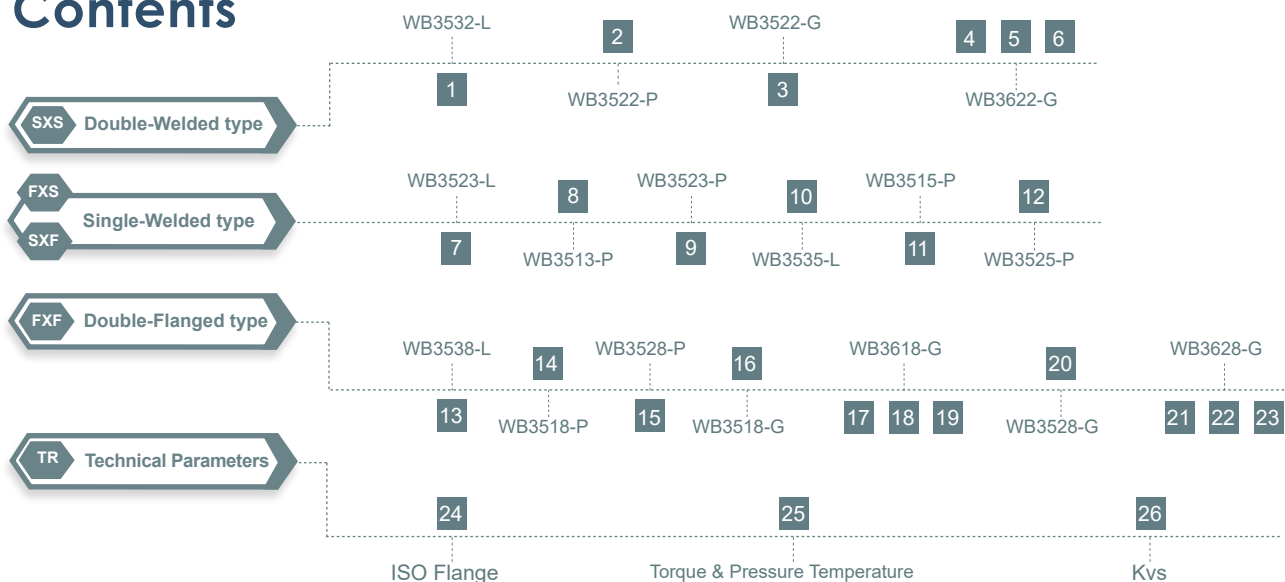 Contents
WB3532-L
2
WB3522-G
4 5 6
1
WB3522-P
3
WB3622-G
SXS Double-Welded type
WB3523-L
8
WB3523-P
10
WB3515-P
12
FXS
SXF
Single-Welded type
7
WB3513-P
9
WB3535-L
11
WB3525-P
FXF Double-Flanged type
WB3538-L
14
WB3528-P
16
WB3618-G
20
WB3628-G
13
WB3518-P
15
WB3518-G
17 18 19
WB3528-G
21 22 23
TR Technical Parameters
24
25
26
ISO Flange
Torque & Pressure Temperature
Kvs